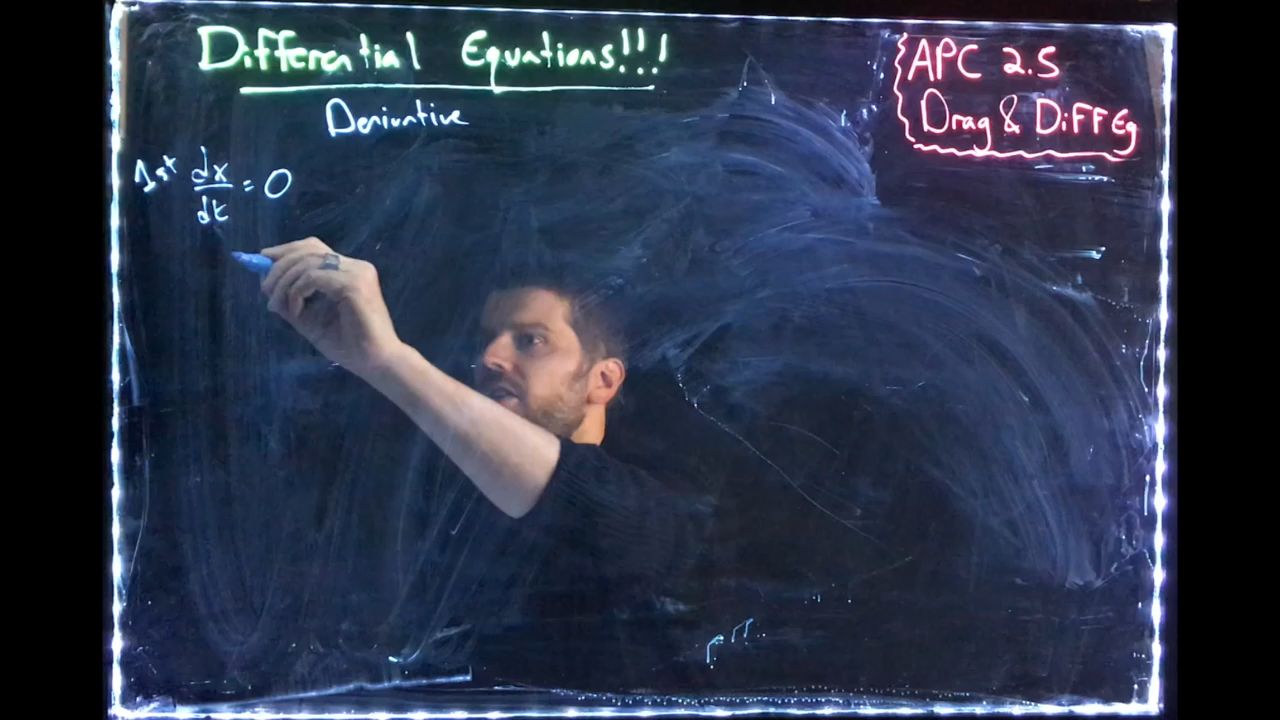 Differential Equations!!!
APC 2.5
Drag & DiFFEq
Derivative
1st dx/dt = 0